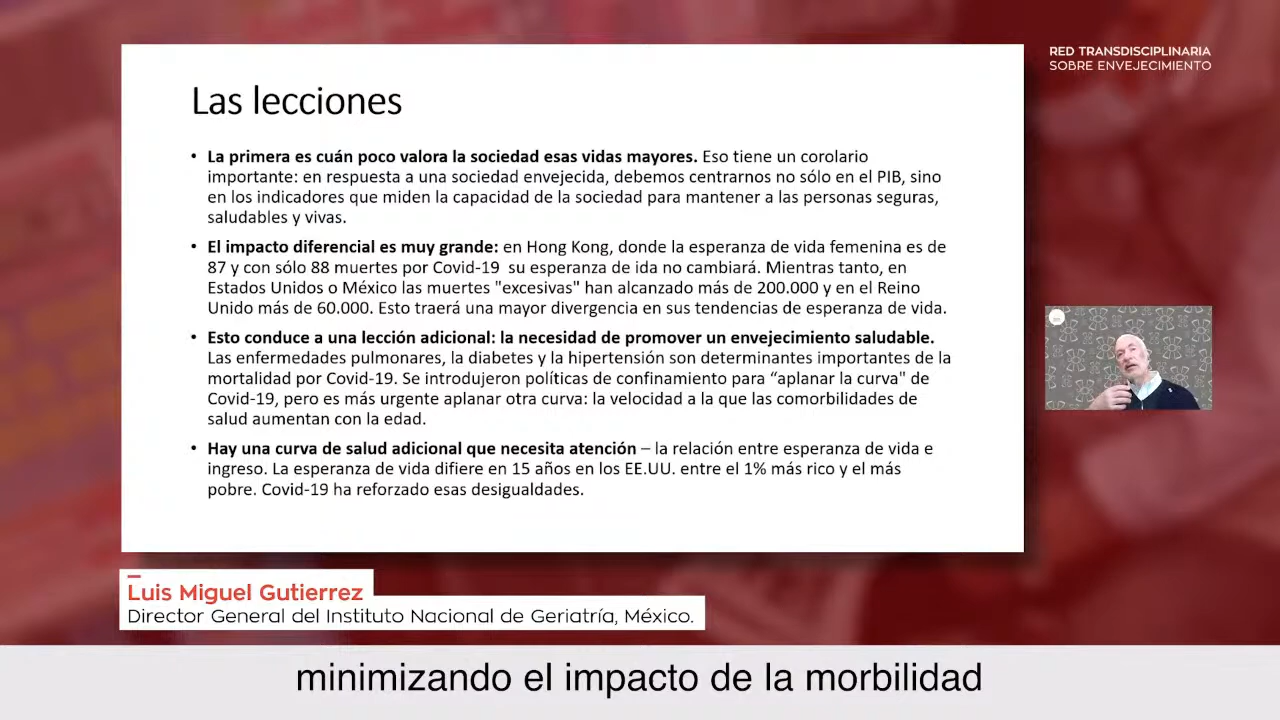 RED TRANSDISCIPLINARIA
SOBRE ENVEJECIMIENTO
Las lecciones
• La primera es cuán poco valora la sociedad esas vidas mayores. Eso tiene un corolario
importante: en respuesta a una sociedad envejecida, debemos centrarnos no sólo en el PIB, sino
en los indicadores que miden la capacidad de la sociedad para mantener a las personas seguras,
saludables y vivas.
• El impacto diferencial es muy grande: en Hong Kong, donde la esperanza de vida femenina es de
87 y con sólo 88 muertes por Covid-19 su esperanza de ida no cambiará. Mientras tanto, en
Estados Unidos o México las muertes "excesivas" han alcanzado más de 200.000 y en el Reino
Unido más de 60.000. Esto traerá una mayor divergencia en sus tendencias de esperanza de vida.
• Esto conduce a una lección adicional: la necesidad de promover un envejecimiento saludable.
Las enfermedades pulmonares, la diabetes y la hipertensión son determinantes importantes de la
mortalidad por Covid-19. Se introdujeron políticas de confinamiento para “aplanar la curva" de
Covid-19, pero es más urgente aplanar otra curva: la velocidad a la que las comorbilidades de
salud aumentan con la edad.
• Hay una curva de salud adicional que necesita atención – la relación entre esperanza de vida e
ingreso. La esperanza de vida difiere en 15 años en los EE.UU. entre el 1% más rico y el más
pobre. Covid-19 ha reforzado esas desigualdades.
Luis Miguel Gutierrez
Director General del Instituto Nacional de Geriatría, México.
minimizando el impacto de la morbilidad